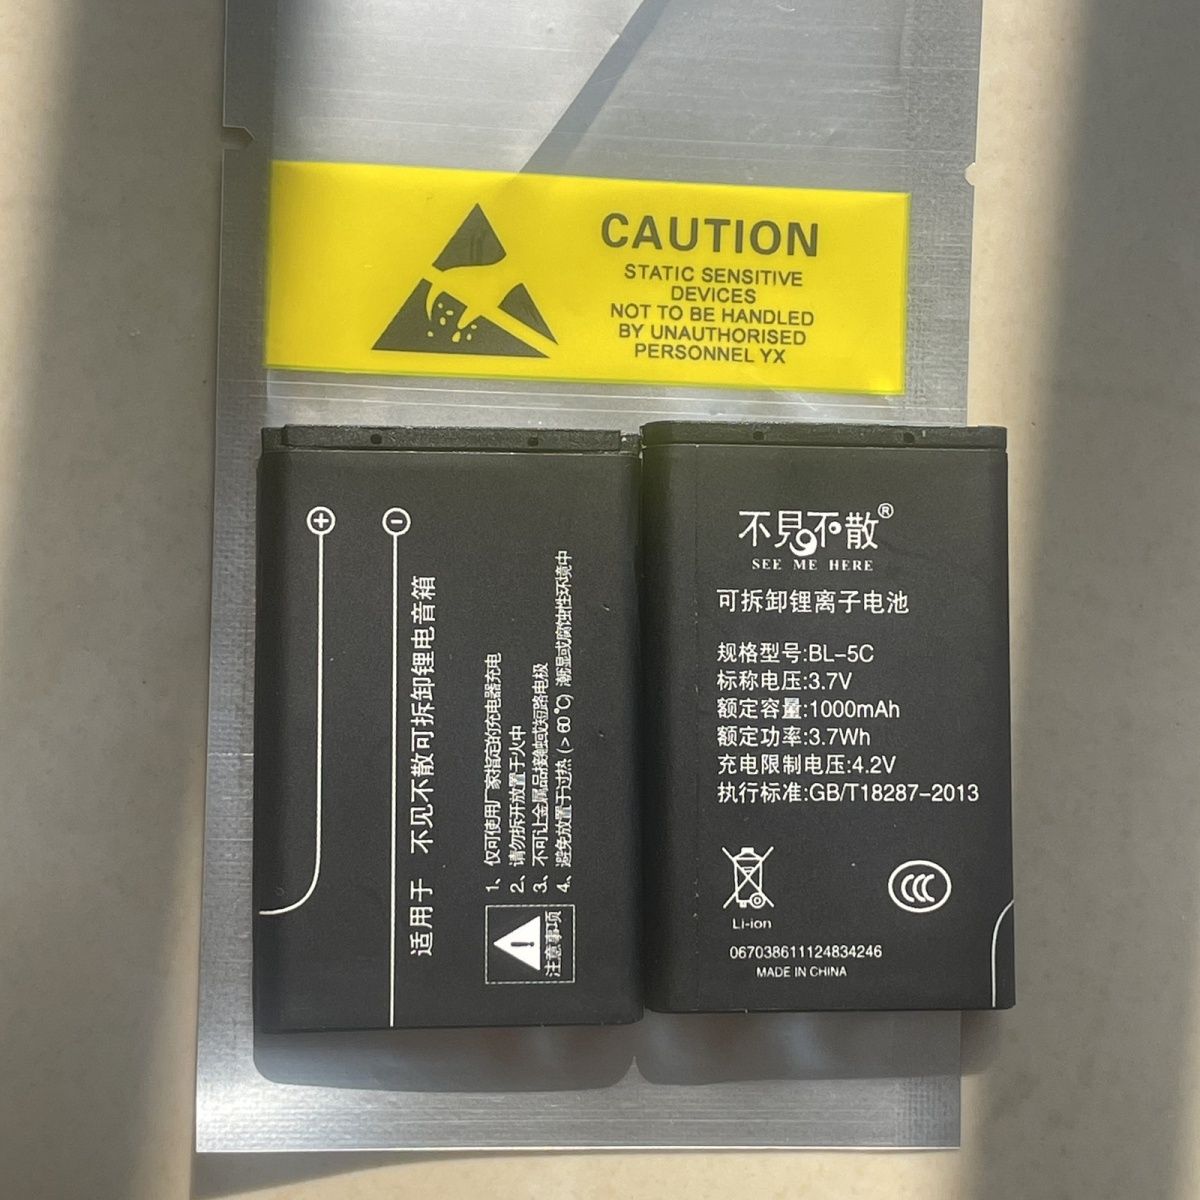 CAUTION
STATIC SENSITIVE
DEVICES
NOT TO BE HANDLED
BY UNAUTHORISED
PERSONNEL YX
适用于 不见不散可拆卸锂电音箱
1、仅可使用厂家指定的充电器充电
2、请勿拆开放置于火中
3、不可让金属品接触或短路电极
4、避免放置于过热(>60℃)潮湿或腐蚀性环境中
注意事项
不見不散®
SEE ME HERE
可拆卸锂离子电池
规格型号:BL-5C
标称电压:3.7V
额定容量:1000mAh
额定功率:3.7Wh
充电限制电压:4.2V
执行标准:GB/T18287-2013
Li-ion
CCC
067038611124834246
MADE IN CHINA